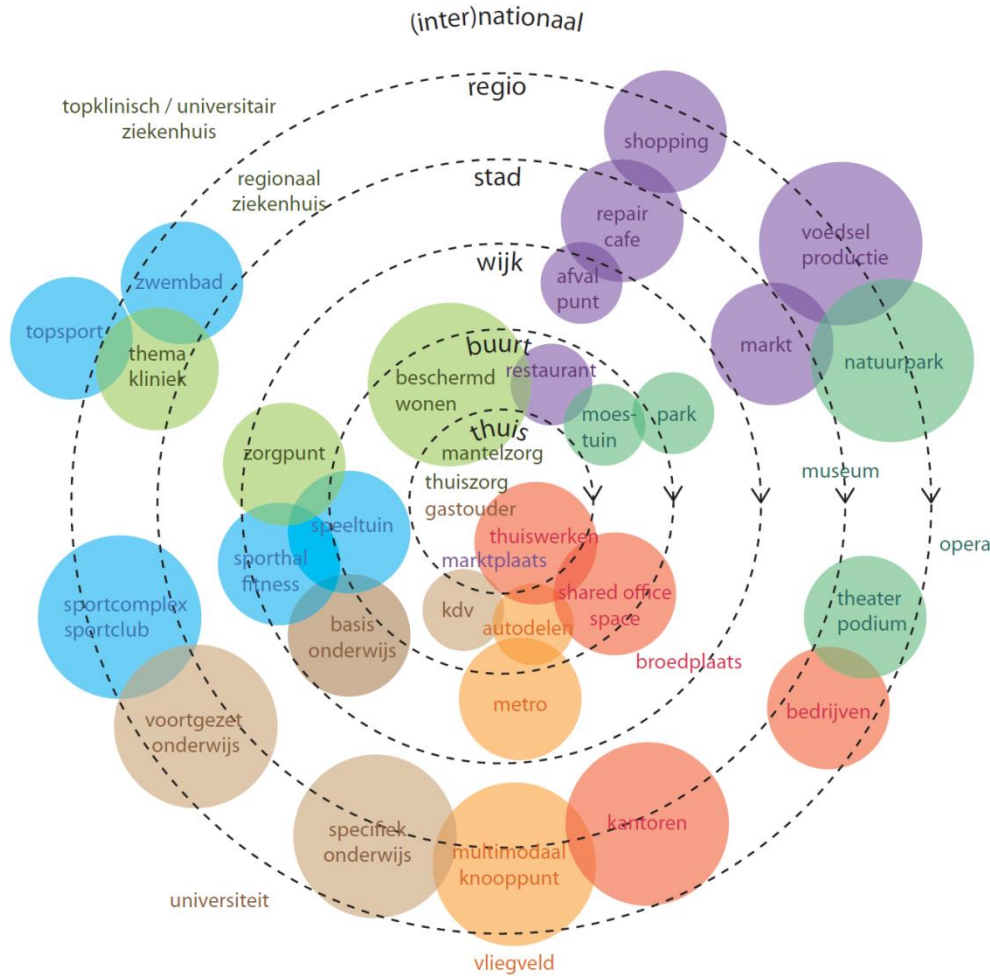 (inter)nationaal
regio
topklinisch / universitair
ziekenhuis
shopping
stad
regionaal
ziekenhuis
repair
cafe
voedsel
productie
wijk
zwembad
afval
punt
topsport
thema
kliniek
buurt
markt
natuurpark
restaurant
beschermd
wonen
moes-
tuin
park
thuis
mantelzorg
zorgpunt
thuiszorg
gastouder
museum
speeltuin
thuiswerken
opera
sporthal
fitness
marktplaats
shared office
space
sportcomplex
sportclub
kdv
autodelen
theater
podium
basis
onderwijs
broedplaats
metro
bedrijven
voortgezet
onderwijs
specifiek
onderwijs
kantoren
multimodaal
knooppunt
universiteit
vliegveld